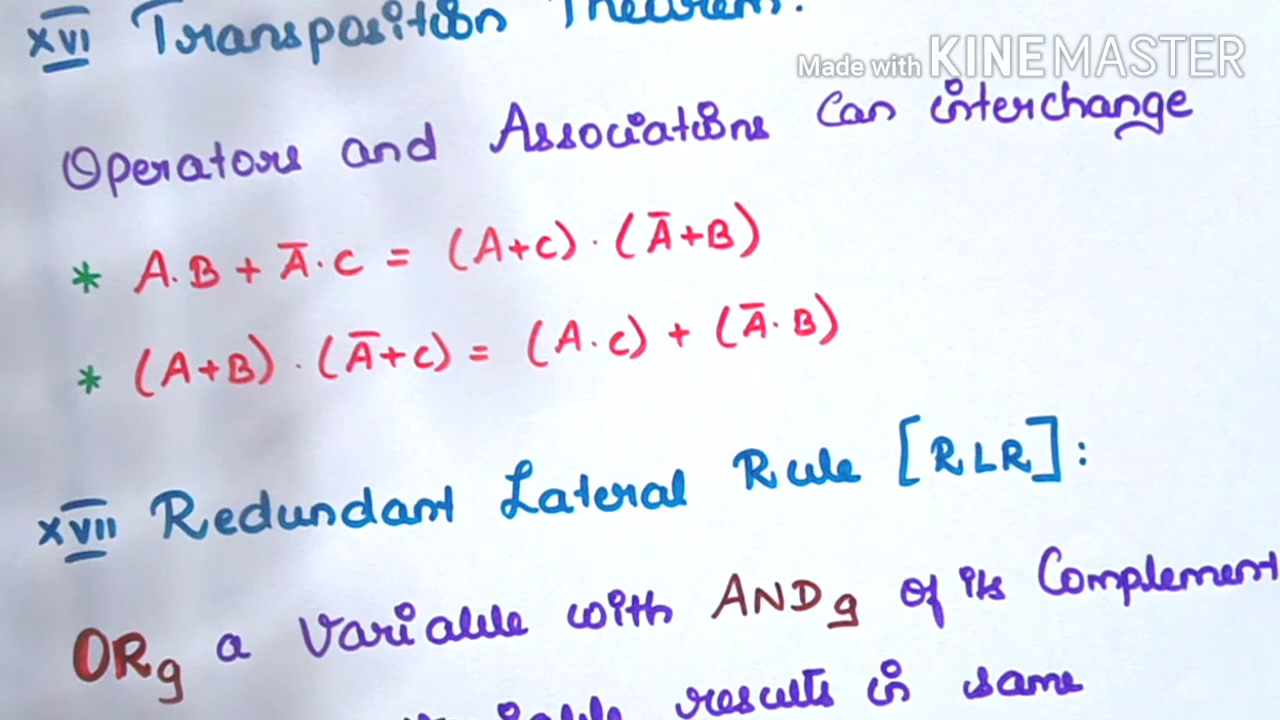 XVI Transposition Theorem:
Made with KINEMASTER
Operators and Associations Can interchange
* A.B + A̅.C = (A+C).(A̅+B)
* (A+B).(A̅+C) = (A.C) + (A̅.B)
XVII Redundant Lateral Rule [RLR]:
ORg a Variable with ANDg of its Complement
results in same